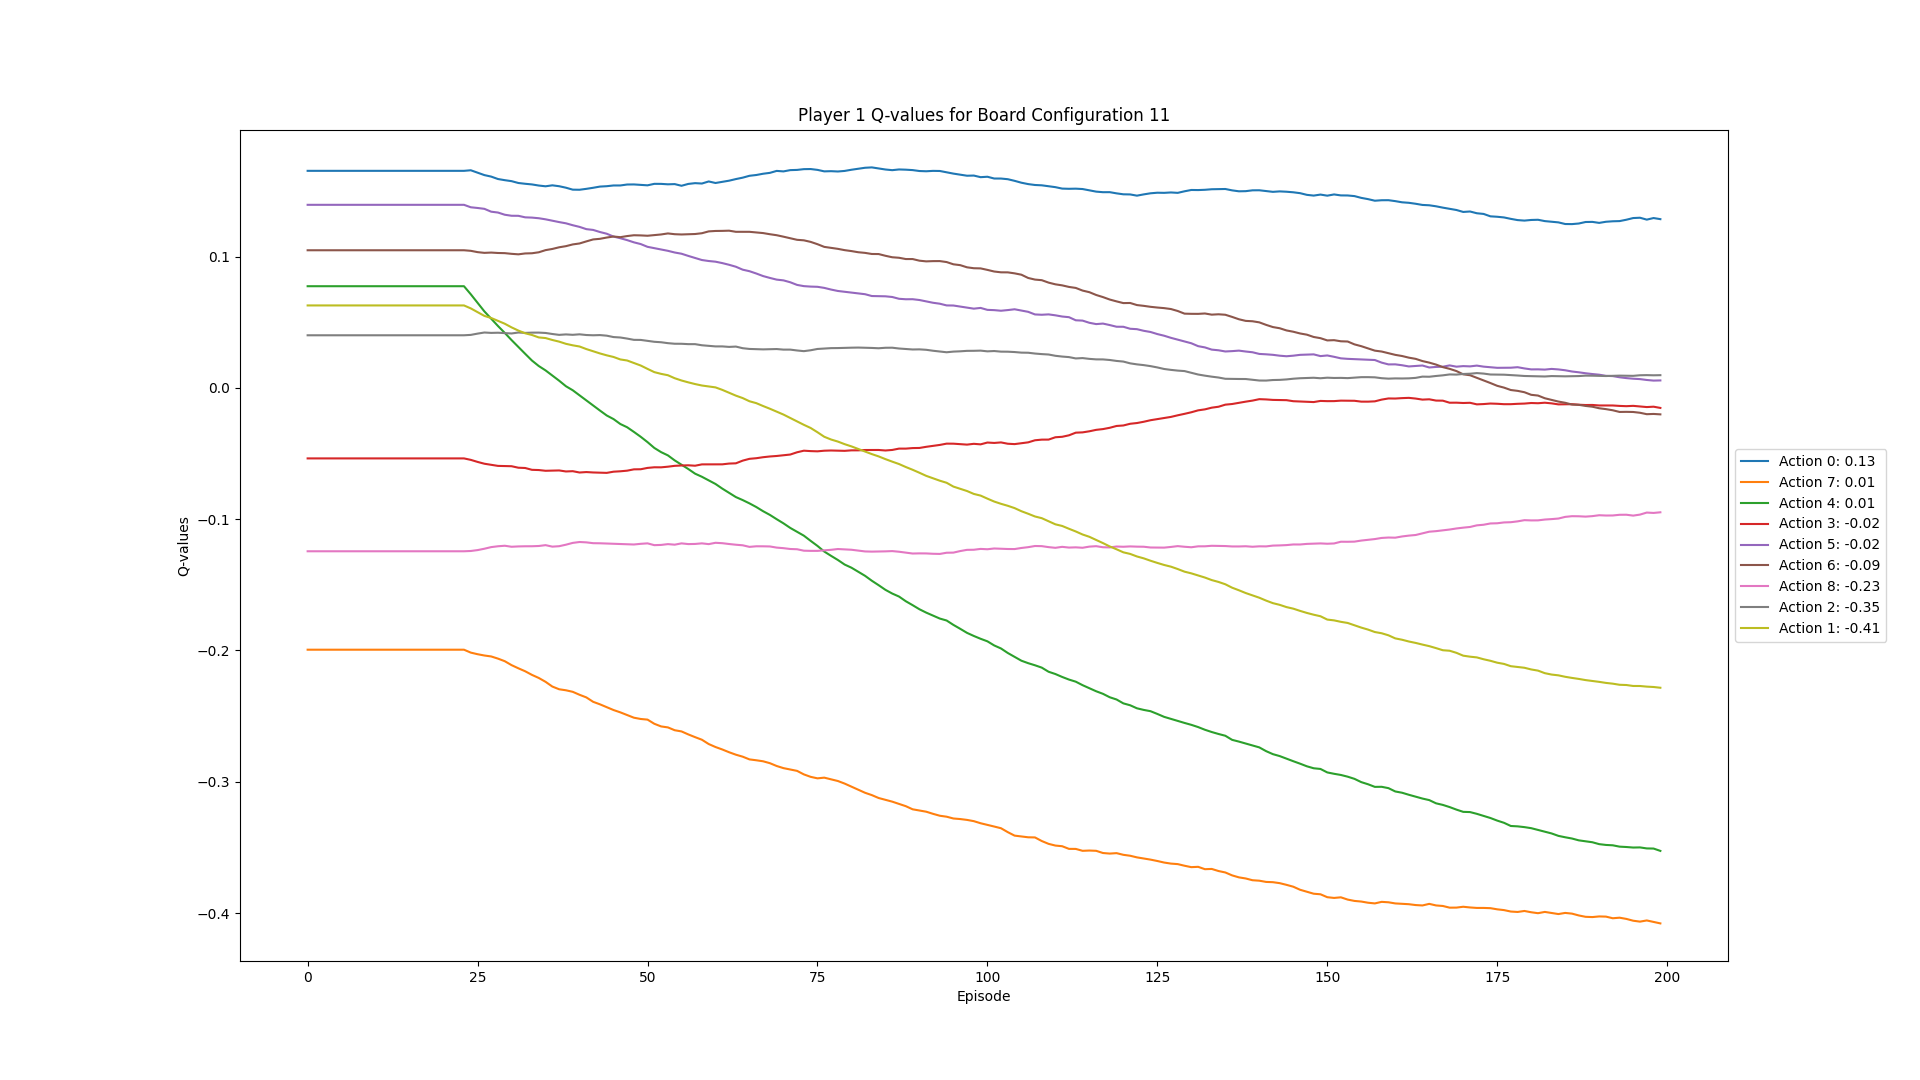 Player 1 Q-values for Board Configuration 11
0.1
0.0
−0.1
−0.2
−0.3
−0.4
Q-values
0 25 50 75 100 125 150 175 200
Episode
Action 0: 0.13
Action 7: 0.01
Action 4: 0.01
Action 3: -0.02
Action 5: -0.02
Action 6: -0.09
Action 8: -0.23
Action 2: -0.35
Action 1: -0.41